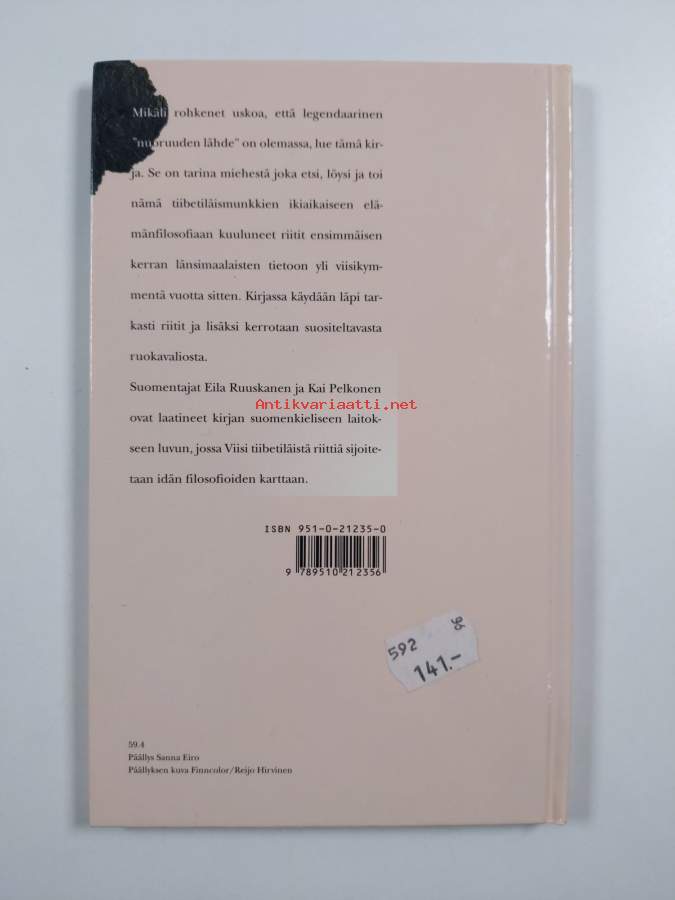 Mikäli rohkenet uskoa, että legendaarinen
"nuoruuden lähde" on olemassa, lue tämä kir-
ja. Se on tarina miehestä joka etsi, löysi ja toi
nämä tiibetiläismunkkien ikiaikaiseen elä-
mänfilosofiaan kuuluneet riitit ensimmäisen
kerran länsimaalaisten tietoon yli viisikym-
mentä vuotta sitten. Kirjassa käydään läpi tar-
kasti riitit ja lisäksi kerrotaan suositeltavasta
ruokavaliosta.
Suomentajat Eila Ruuskanen ja Kai Pelkonen
Antikvariaatti.net
ovat laatineet kirjan suomenkieliseen laitok-
seen luvun, jossa Viisi tiibetiläistä riittiä sijoite-
taan idän filosofioiden karttaan.
ISBN 951-0-21235-0
9 789510 212356
592
141.-
59.4
Päällys Sanna Eiro
Päällyksen kuva Finncolor/Reijo Hirvinen